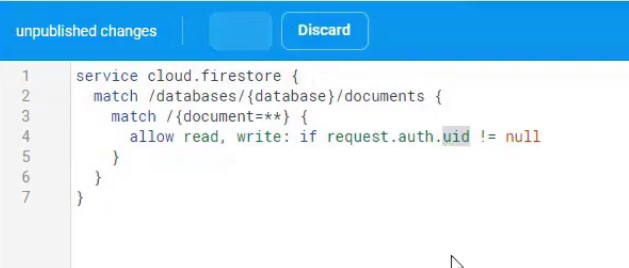 unpublished changes Discard
1 service cloud.firestore {
2 match /databases/{database}/documents {
3 match /{document=**} {
4 allow read, write: if request.auth.uid != null
5 }
6 }
7 }